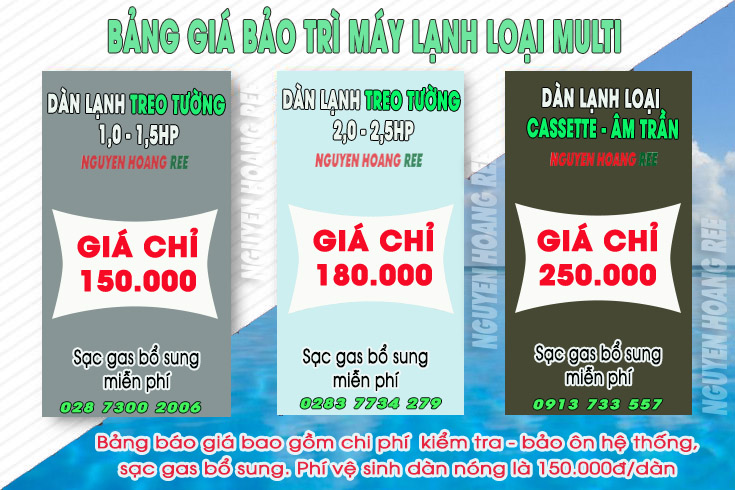 BẢNG GIÁ BẢO TRÌ MÁY LẠNH LOẠI MULTI
DÀN LẠNH TREO TƯỜNG
1,0 - 1,5HP
NGUYEN HOANG REE
GIÁ CHỈ
150.000
Sạc gas bổ sung
miễn phí
028 7300 2006
DÀN LẠNH TREO TƯỜNG
2,0 - 2,5HP
NGUYEN HOANG REE
GIÁ CHỈ
180.000
Sạc gas bổ sung
miễn phí
0283 7734 279
DÀN LẠNH LOẠI
CASSETTE - ÂM TRẦN
NGUYEN HOANG REE
GIÁ CHỈ
250.000
Sạc gas bổ sung
miễn phí
0913 733 557
NGUYEN HOANG REE
NGUYEN HOANG REE
NGUYEN HOANG REE
Bảng báo giá bao gồm chi phí kiểm tra - bảo ôn hệ thống,
sạc gas bổ sung. Phí vệ sinh dàn nóng là 150.000đ/dàn